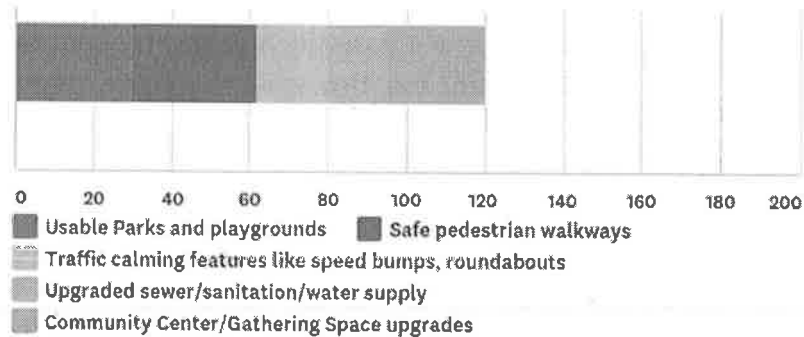 0 20 40 60 80 100 120 140 160 180 200
Usable Parks and playgrounds Safe pedestrian walkways
Traffic calming features like speed bumps, roundabouts
Upgraded sewer/sanitation/water supply
Community Center/Gathering Space upgrades